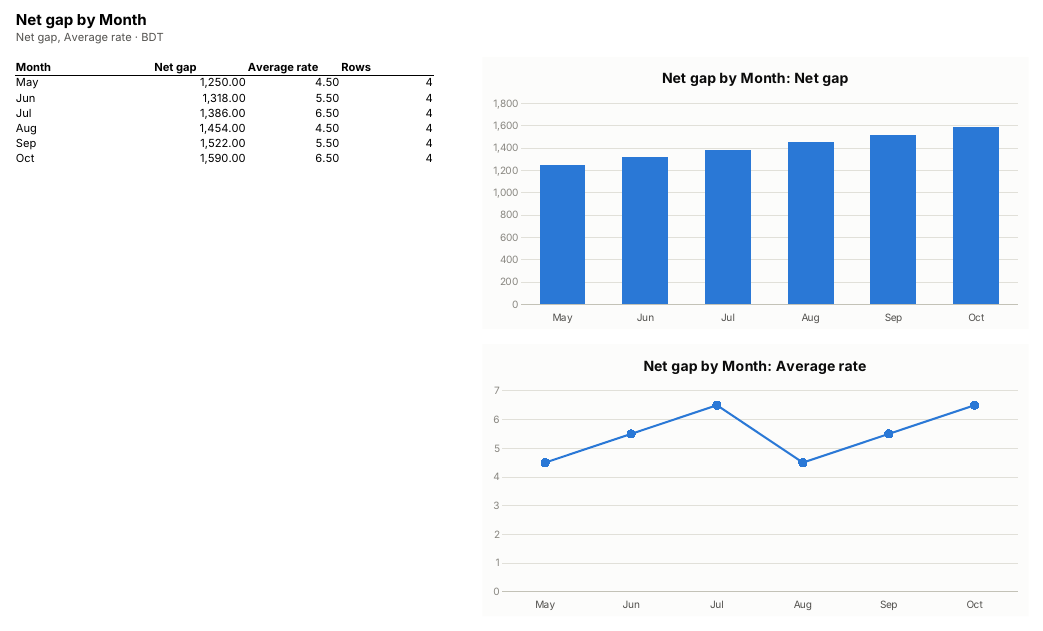 Net gap by Month
Net gap, Average rate · BDT
Month Net gap Average rate Rows
May 1,250.00 4.50 4
Jun 1,318.00 5.50 4
Jul 1,386.00 6.50 4
Aug 1,454.00 4.50 4
Sep 1,522.00 5.50 4
Oct 1,590.00 6.50 4
Net gap by Month: Net gap
1,800
1,600
1,400
1,200
1,000
800
600
400
200
0
May Jun Jul Aug Sep Oct
Net gap by Month: Average rate
7
6
5
4
3
2
1
0
May Jun Jul Aug Sep Oct